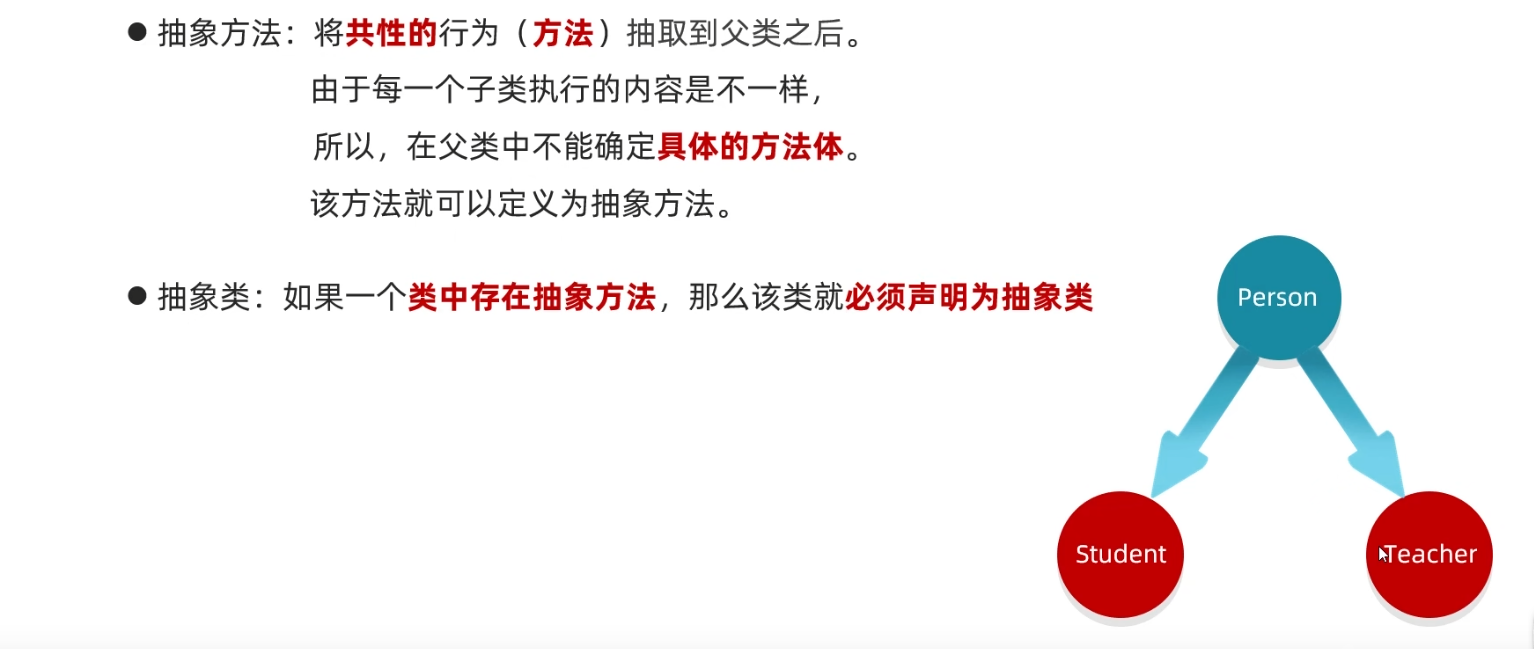 ● 抽象方法：将共性的行为（方法）抽取到父类之后。
由于每一个子类执行的内容是不一样，
所以，在父类中不能确定具体的方法体。
该方法就可以定义为抽象方法。
● 抽象类：如果一个类中存在抽象方法，那么该类就必须声明为抽象类
Person
Student
Teacher